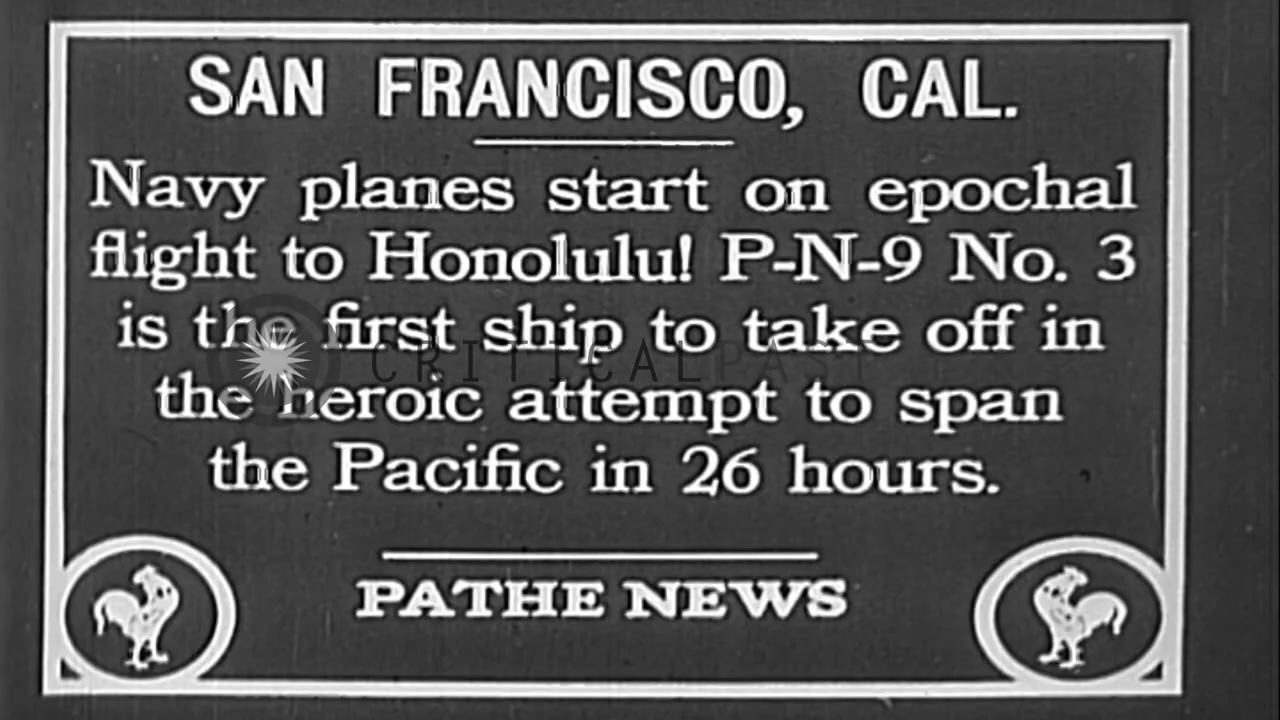 SAN FRANCISCO, CAL.
Navy planes start on epochal
flight to Honolulu! P-N-9 No. 3
is the first ship to take off in
CRITICALPAST
the heroic attempt to span
the Pacific in 26 hours.
PATHE NEWS